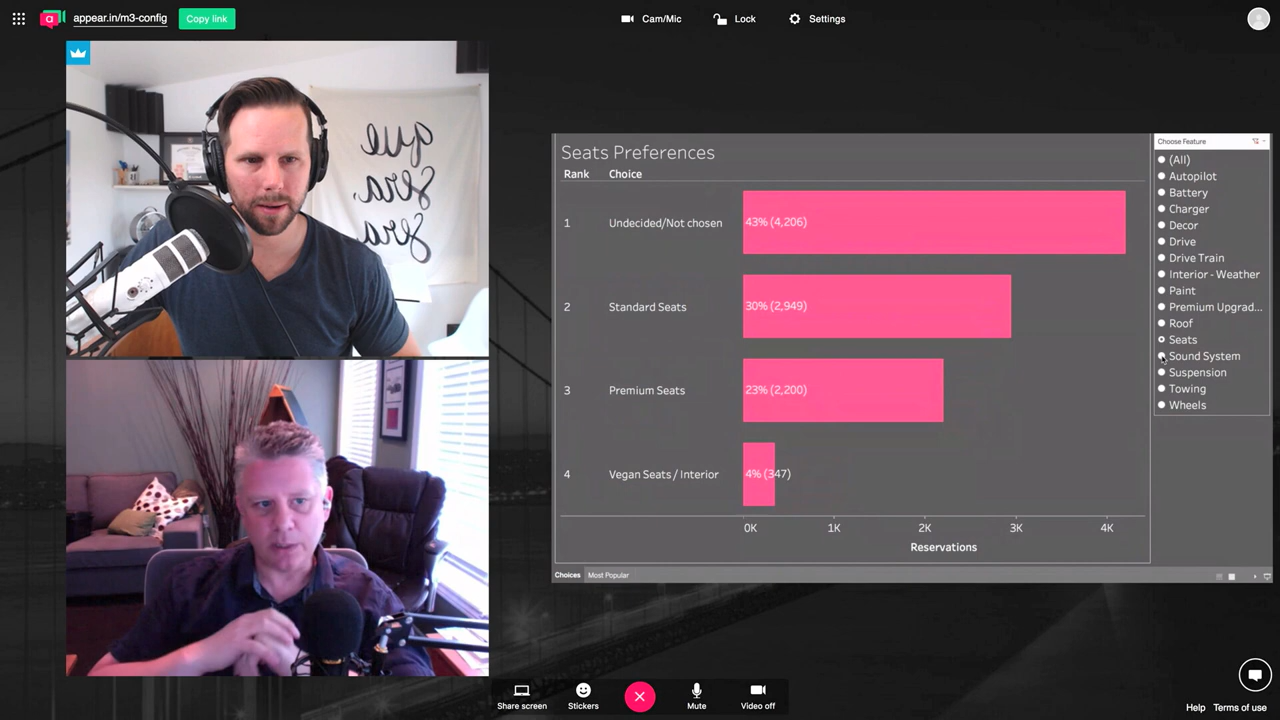 appear.in/m3-config
Copy link
Cam/Mic
Lock
Settings
que
sera,
sera
Seats Preferences
Rank Choice
1 Undecided/Not chosen 43% (4,206)
2 Standard Seats 30% (2,949)
3 Premium Seats 23% (2,200)
4 Vegan Seats / Interior 4% (347)
0K 1K 2K 3K 4K
Reservations
Choices Most Popular
Choose Feature
(All)
Autopilot
Battery
Charger
Decor
Drive
Drive Train
Interior - Weather
Paint
Premium Upgrad...
Roof
Seats
Sound System
Suspension
Towing
Wheels
Share screen
Stickers
Mute
Video off
Help Terms of use